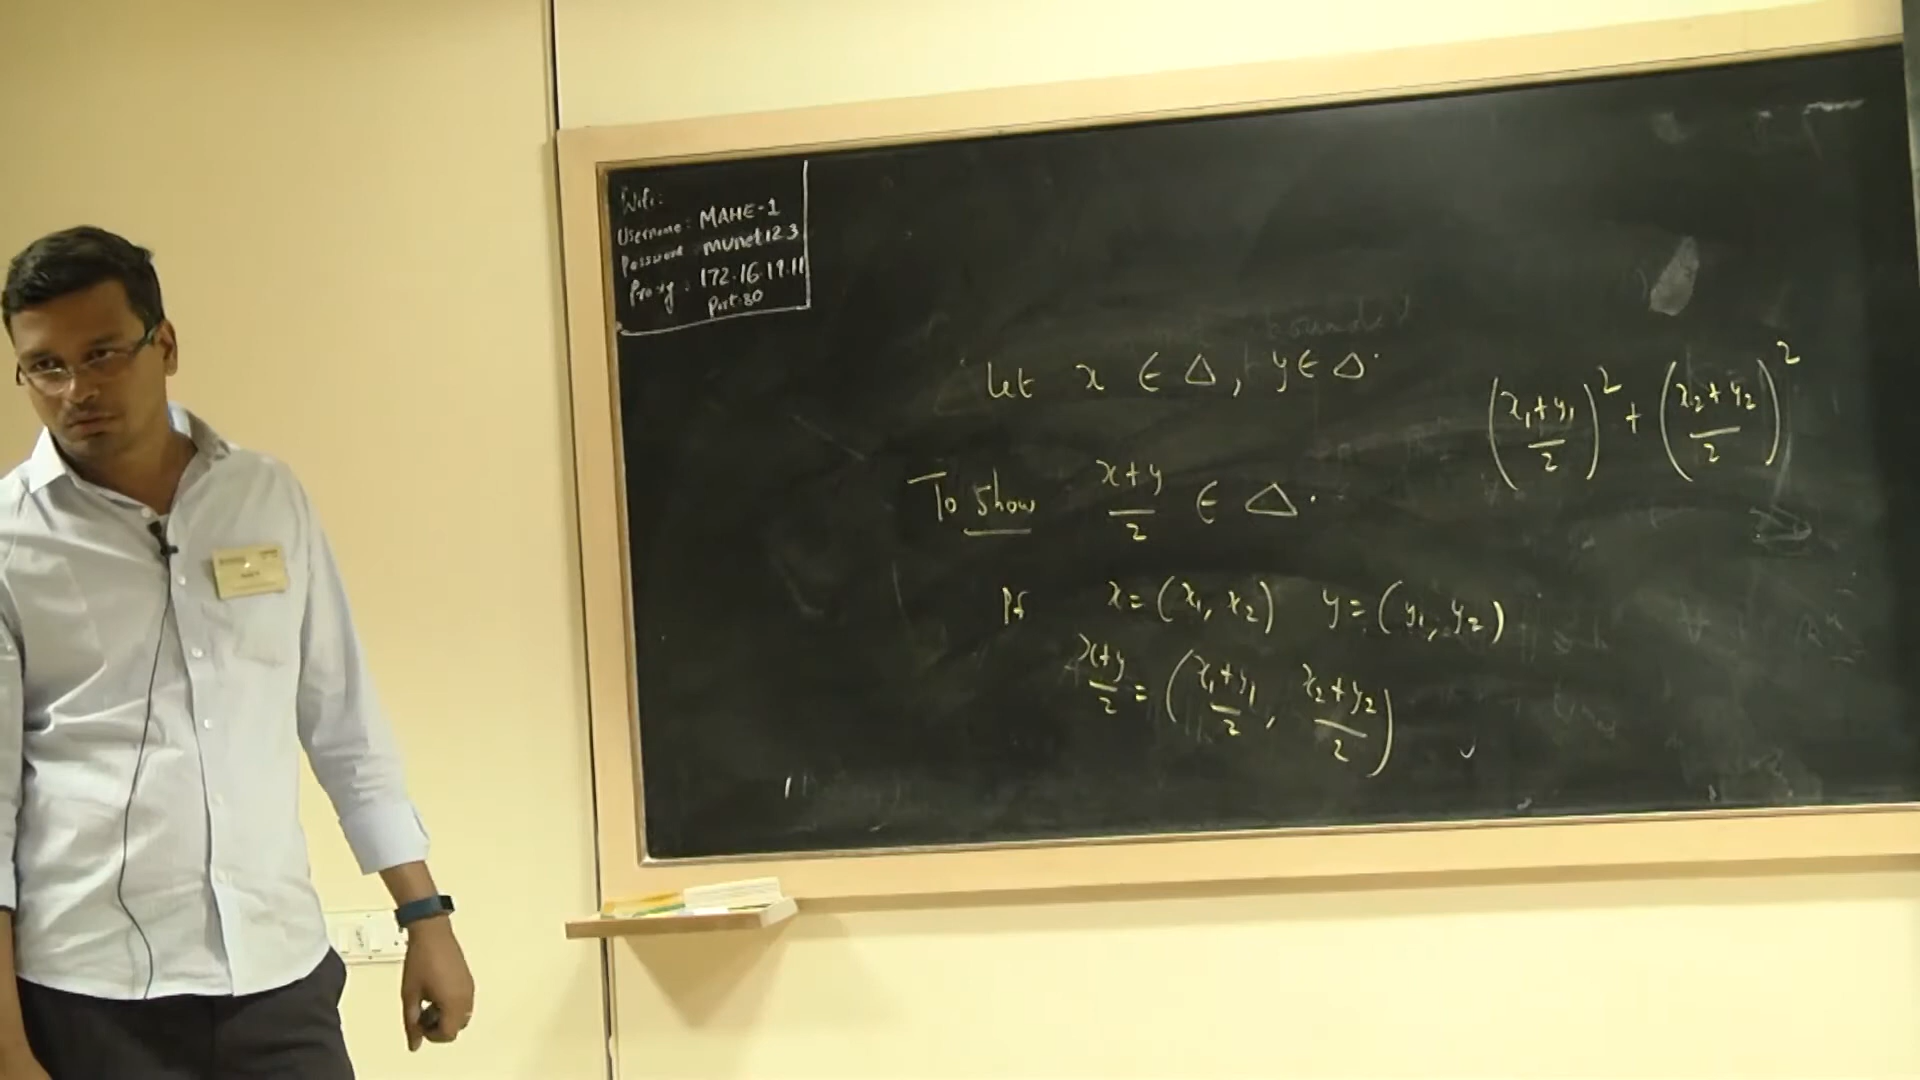 Wifi:
Username: MAHE-1
Password: munet123
Proxy: 172.16.19.11
Port:80
bounded
Let x ∈ Δ, y ∈ Δ.
To show (x+y)/2 ∈ Δ.
Pf x = (x₁, x₂) y = (y₁, y₂)
(x+y)/2 = ((x₁+y₁)/2, (x₂+y₂)/2)
((x₁+y₁)/2)² + ((x₂+y₂)/2)²